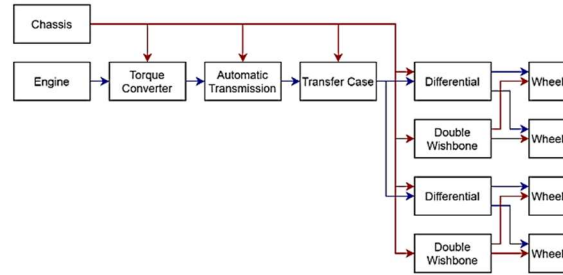 Chassis
Engine
Torque
Converter
Automatic
Transmission
Transfer Case
Differential
Wheel
Double
Wishbone
Wheel
Differential
Wheel
Double
Wishbone
Wheel